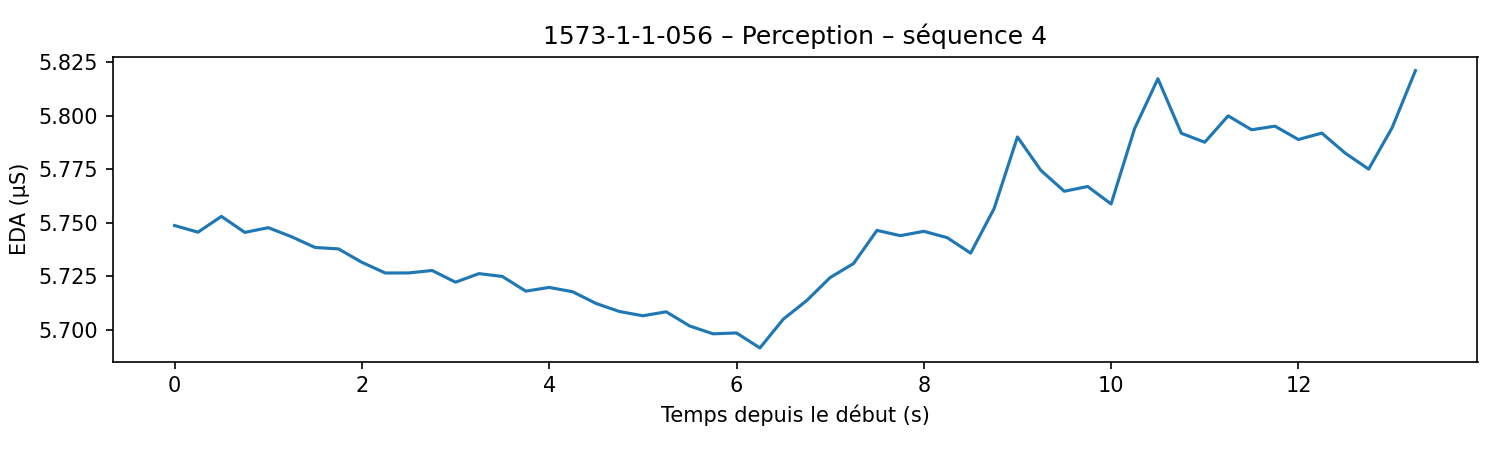 1573-1-1-056 – Perception – séquence 4
EDA (µS)
5.825
5.800
5.775
5.750
5.725
5.700
0 2 4 6 8 10 12
Temps depuis le début (s)